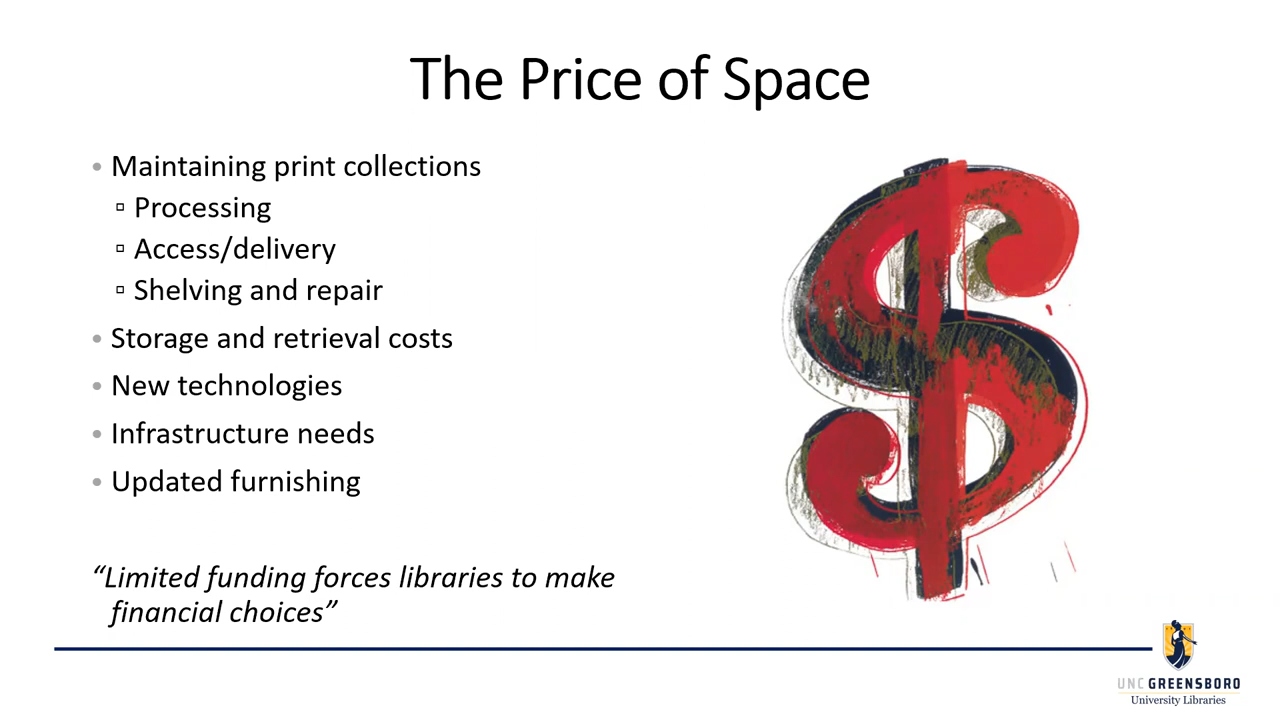 The Price of Space
• Maintaining print collections
▫ Processing
▫ Access/delivery
▫ Shelving and repair
• Storage and retrieval costs
• New technologies
• Infrastructure needs
• Updated furnishing
“Limited funding forces libraries to make
financial choices”
UNC GREENSBORO
University Libraries